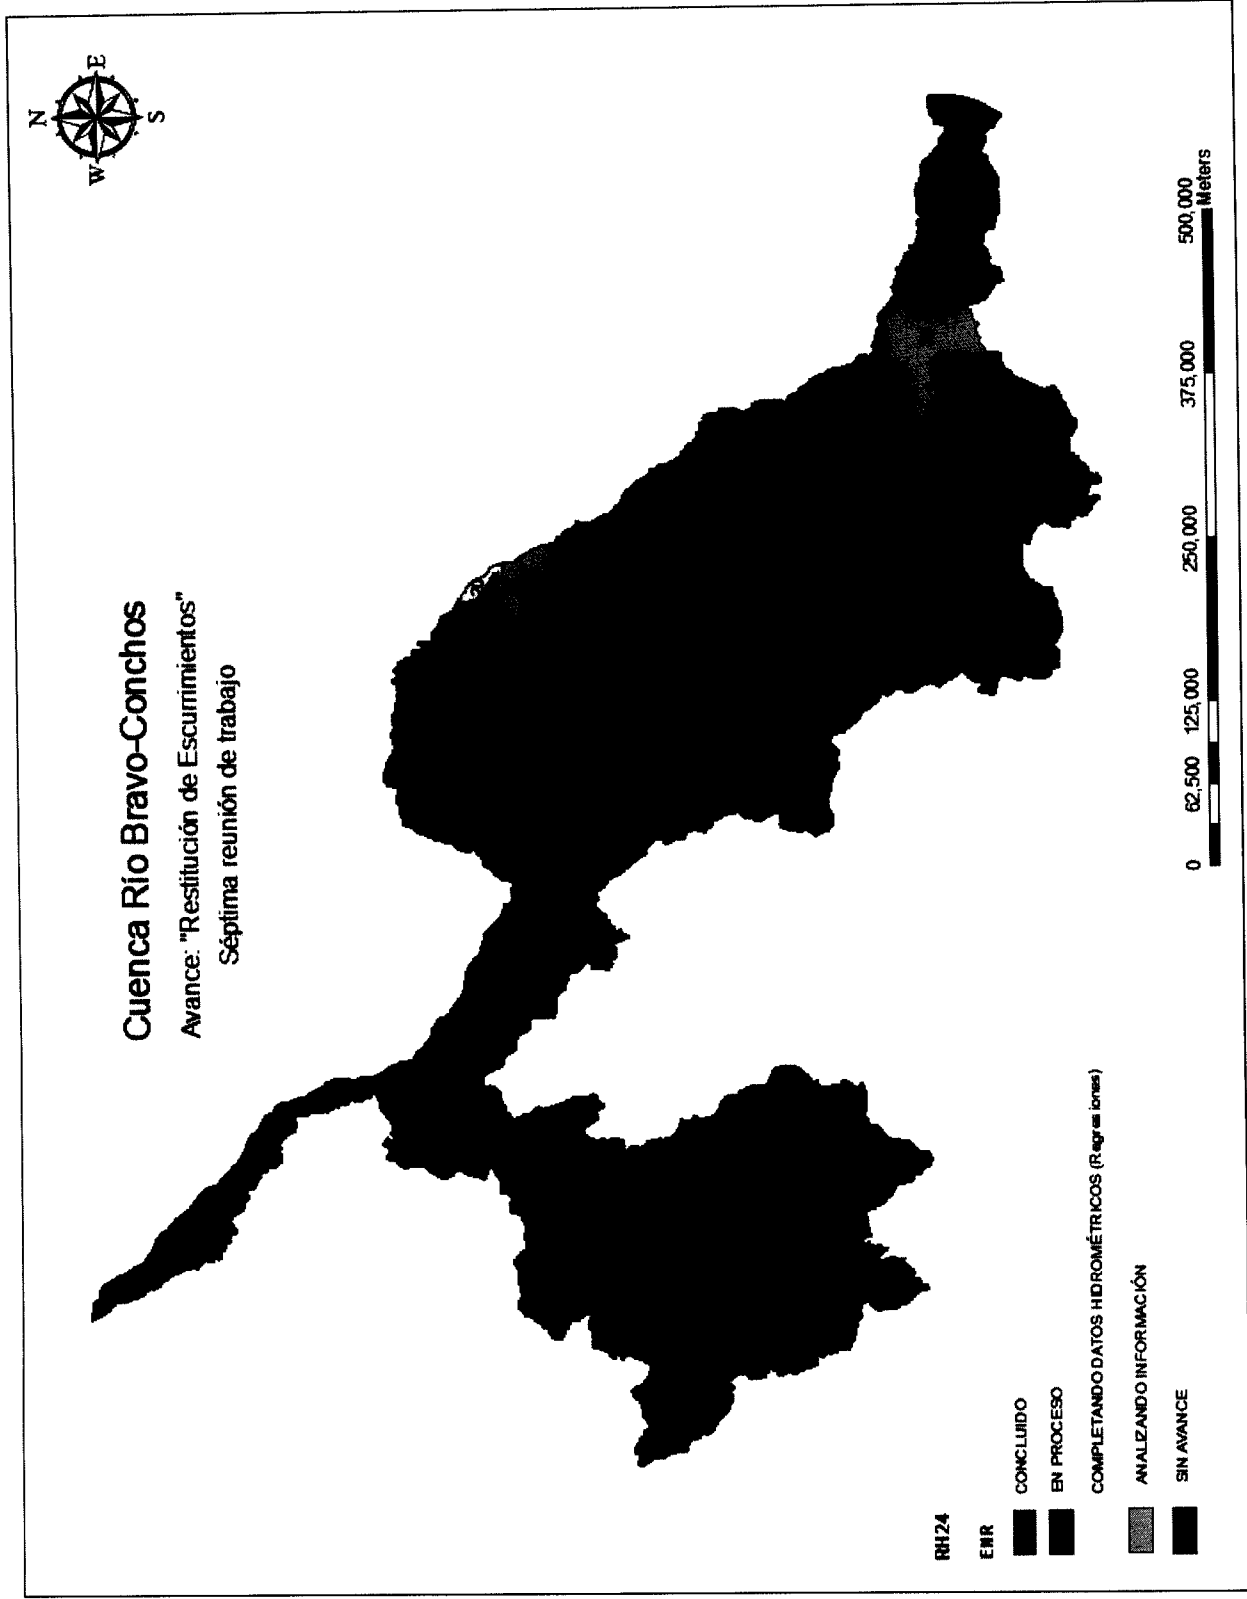 Cuenca Río Bravo-Conchos
Avance: "Restitución de Escurrimientos"
Séptima reunión de trabajo
N
W E
S
RH24
EMR
CONCLUIDO
EN PROCESO
COMPLETANDO DATOS HIDROMÉTRICOS (Regresiones)
ANALIZANDO INFORMACIÓN
SIN AVANCE
0 62,500 125,000 250,000 375,000 500,000
Meters